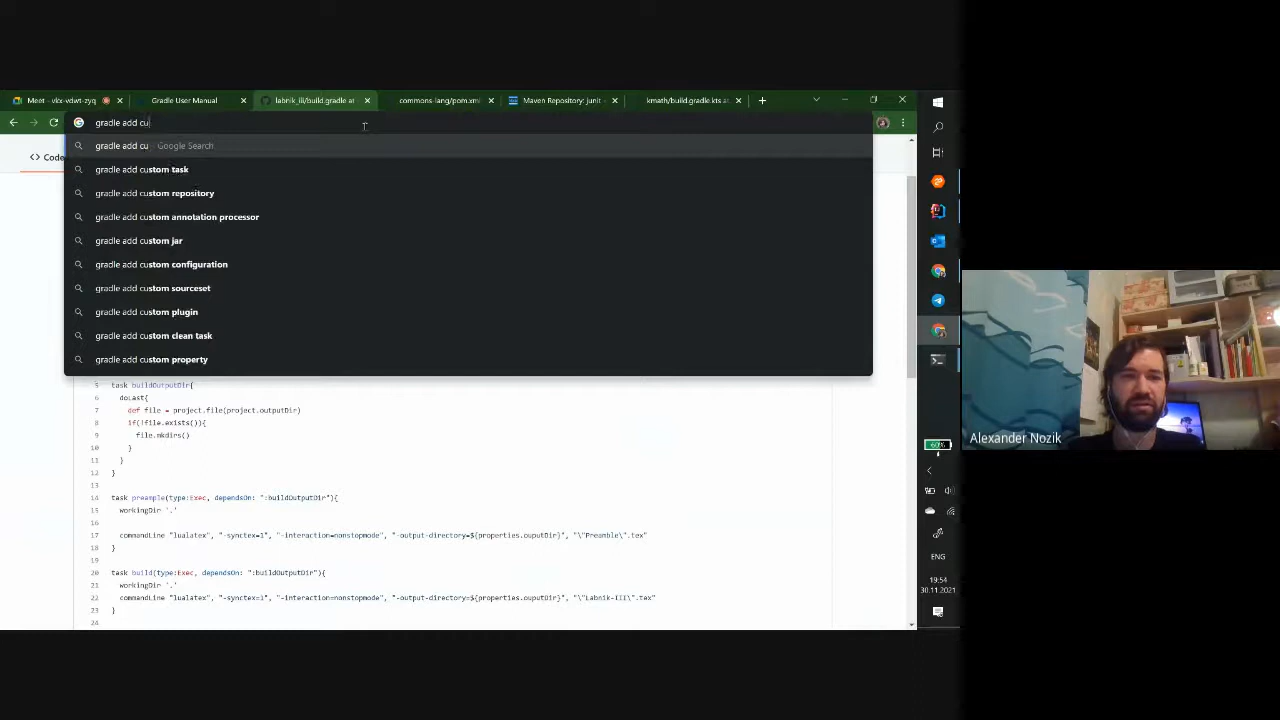 Meet - vkx-vdwt-zyq
Gradle User Manual
labnik_iii/build.gradle at
commons-lang/pom.xml
Maven Repository: junit -
kmath/build.gradle.kts at
gradle add cu
gradle add cu - Google Search
<> Code
gradle add custom task
gradle add custom repository
gradle add custom annotation processor
gradle add custom jar
gradle add custom configuration
gradle add custom sourceset
gradle add custom plugin
gradle add custom clean task
gradle add custom property
5 task buildOutputDir{
6 doLast{
7 def file = project.file(project.outputDir)
8 if(!file.exists()){
9 file.mkdirs()
10 }
11 }
12 }
13
14 task preample(type:Exec, dependsOn: ":buildOutputDir"){
15 workingDir '.'
16
17 commandLine "lualatex", "-synctex=1", "-interaction=nonstopmode", "-output-directory=${properties.ouputDir}", "\"Preamble\".tex"
18 }
19
20 task build(type:Exec, dependsOn: ":buildOutputDir"){
21 workingDir '.'
22 commandLine "lualatex", "-synctex=1", "-interaction=nonstopmode", "-output-directory=${properties.ouputDir}", "\"Labnik-III\".tex"
23 }
24
60%
ENG
19:54
30.11.2021
Alexander Nozik